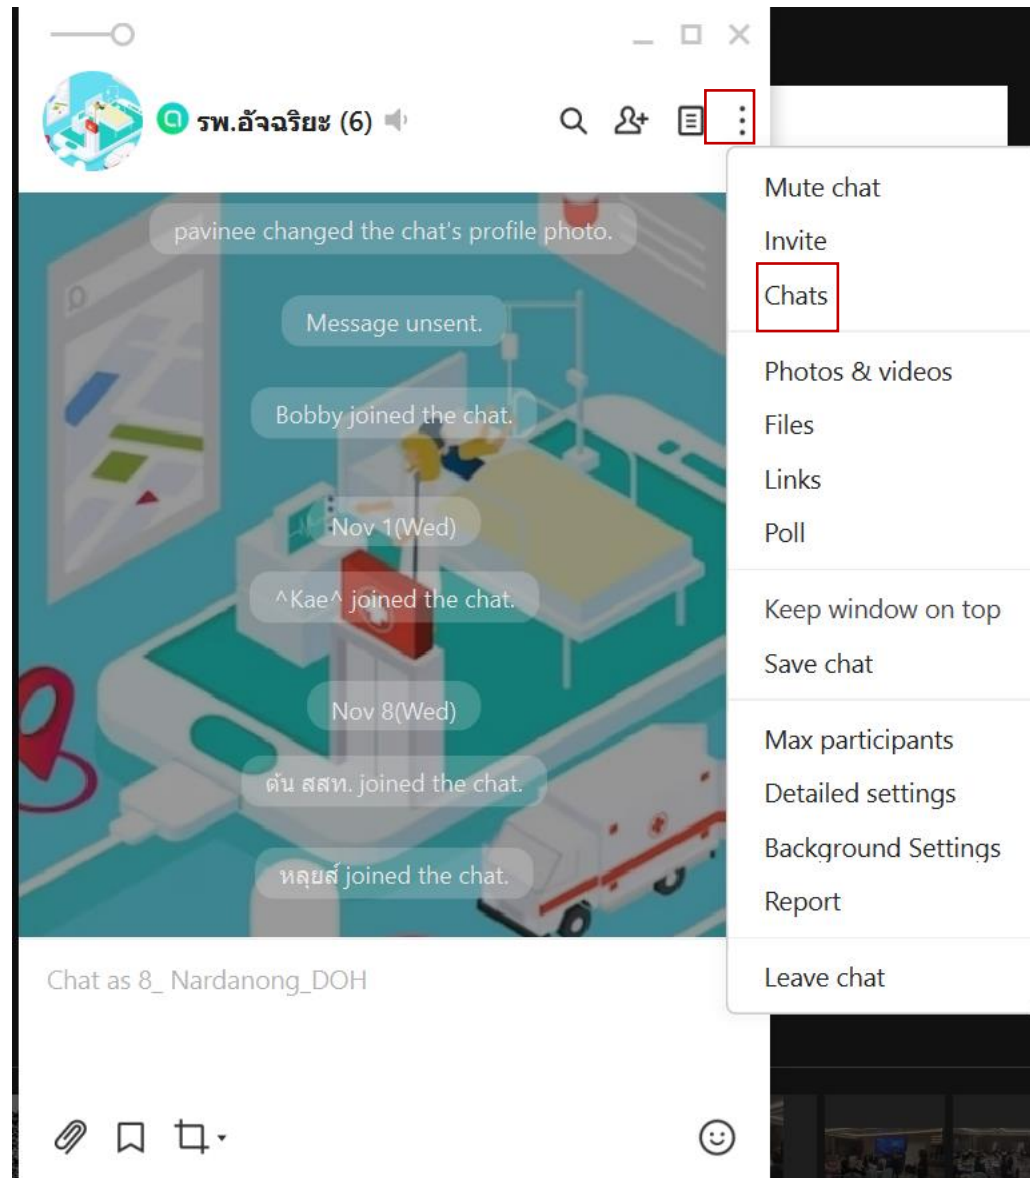 รพ.อัจฉริยะ (6)
pavinee changed the chat's profile photo.
Message unsent.
Bobby joined the chat.
Nov 1(Wed)
^Kae^ joined the chat.
Nov 8(Wed)
ตัน สสท. joined the chat.
หลุยส์ joined the chat.
Chat as 8_ Nardanong_DOH
Mute chat
Invite
Chats
Photos & videos
Files
Links
Poll
Keep window on top
Save chat
Max participants
Detailed settings
Background Settings
Report
Leave chat